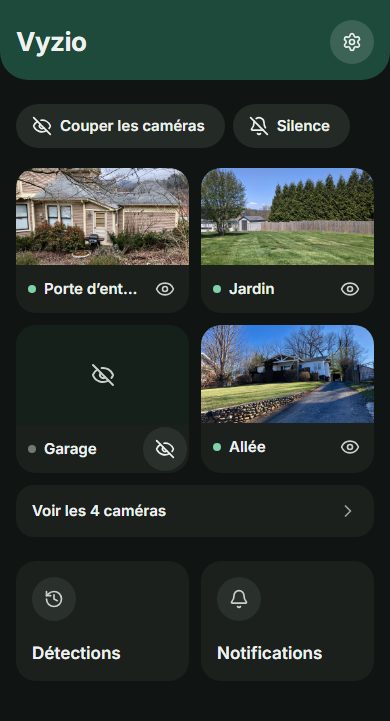 Vyzio
Couper les caméras
Silence
Porte d’ent…
Jardin
Garage
Allée
Voir les 4 caméras
Détections
Notifications